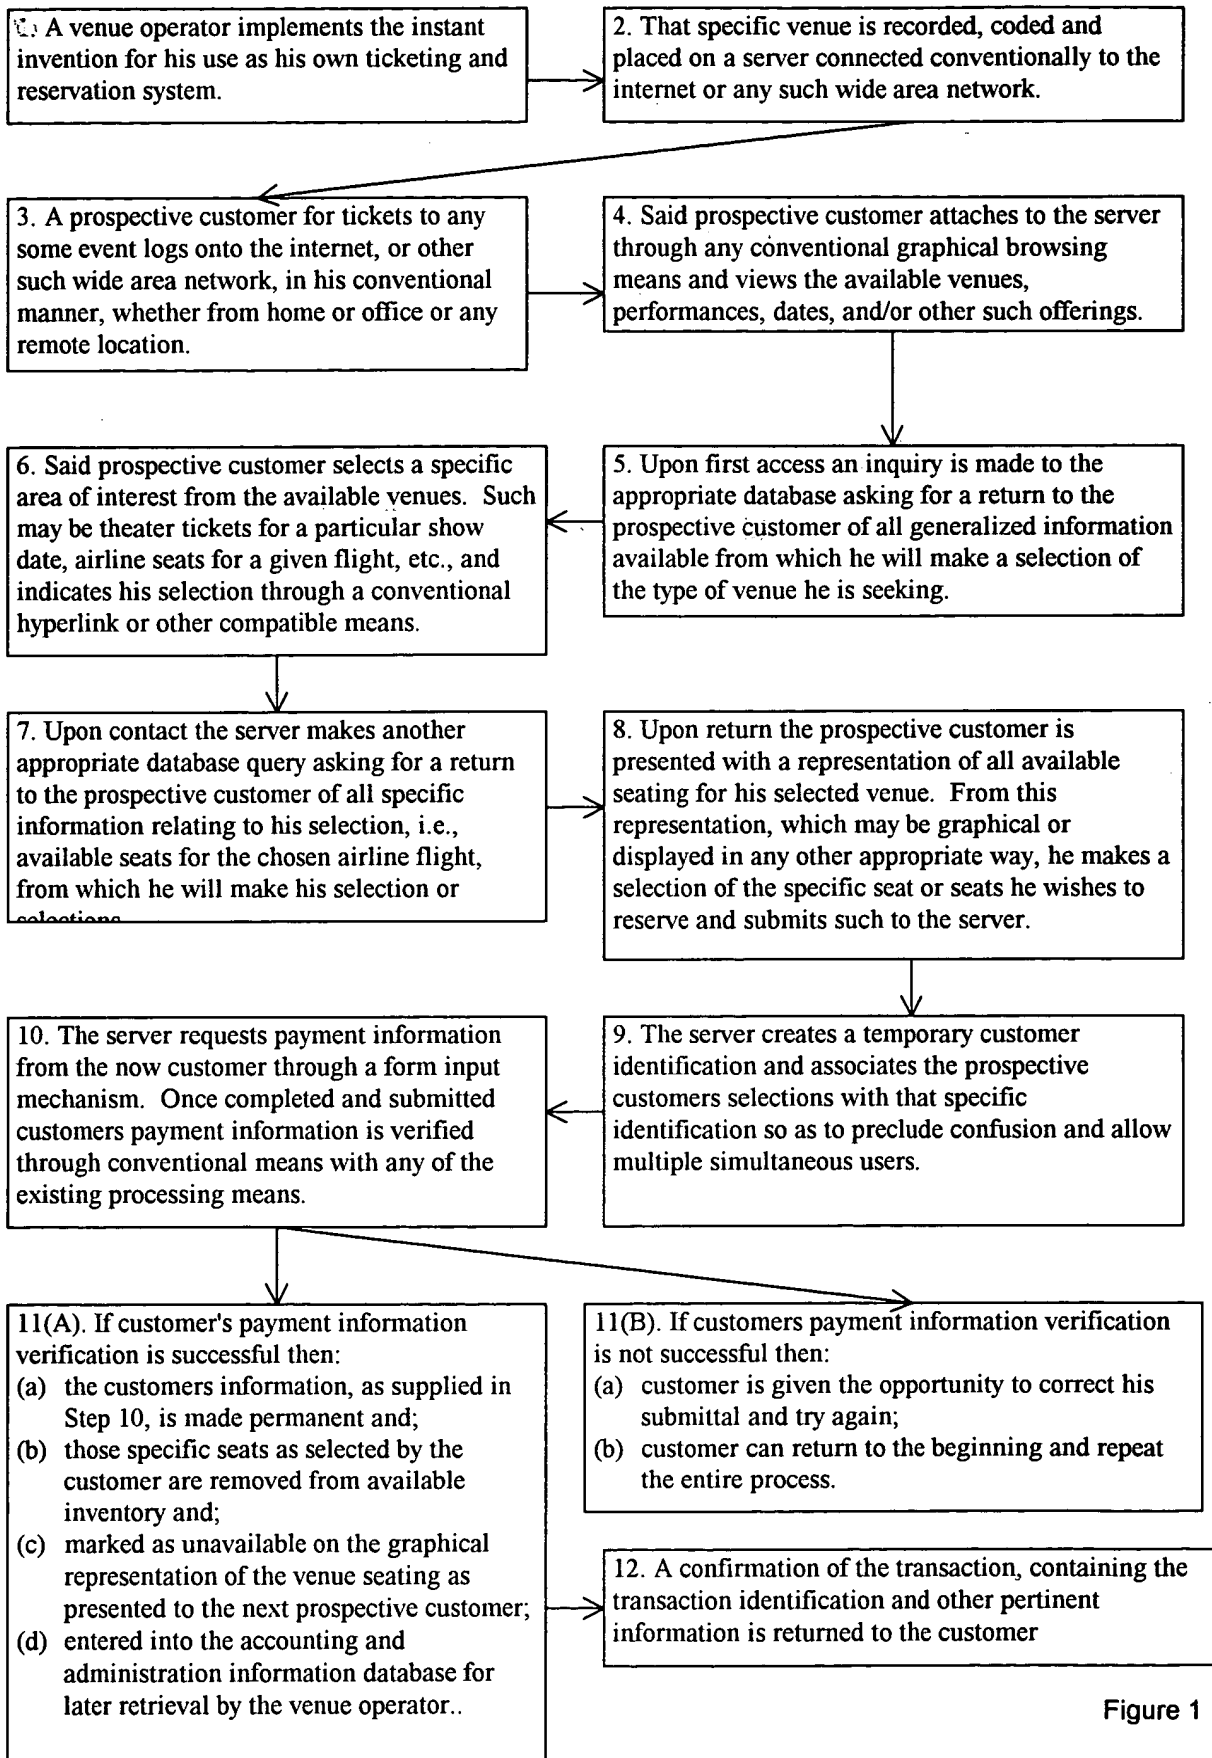 A venue operator implements the instant
invention for his use as his own ticketing and
reservation system.
2. That specific venue is recorded, coded and
placed on a server connected conventionally to the
internet or any such wide area network.
3. A prospective customer for tickets to any
some event logs onto the internet, or other
such wide area network, in his conventional
manner, whether from home or office or any
remote location.
4. Said prospective customer attaches to the server
through any conventional graphical browsing
means and views the available venues,
performances, dates, and/or other such offerings.
5. Upon first access an inquiry is made to the
appropriate database asking for a return to the
prospective customer of all generalized information
available from which he will make a selection of
the type of venue he is seeking.
6. Said prospective customer selects a specific
area of interest from the available venues. Such
may be theater tickets for a particular show
date, airline seats for a given flight, etc., and
indicates his selection through a conventional
hyperlink or other compatible means.
7. Upon contact the server makes another
appropriate database query asking for a return
to the prospective customer of all specific
information relating to his selection, i.e.,
available seats for the chosen airline flight,
from which he will make his selection or
selections
8. Upon return the prospective customer is
presented with a representation of all available
seating for his selected venue. From this
representation, which may be graphical or
displayed in any other appropriate way, he makes a
selection of the specific seat or seats he wishes to
reserve and submits such to the server.
9. The server creates a temporary customer
identification and associates the prospective
customers selections with that specific
identification so as to preclude confusion and allow
multiple simultaneous users.
10. The server requests payment information
from the now customer through a form input
mechanism. Once completed and submitted
customers payment information is verified
through conventional means with any of the
existing processing means.
11(A). If customer's payment information
verification is successful then:
(a) the customers information, as supplied in
Step 10, is made permanent and;
(b) those specific seats as selected by the
customer are removed from available
inventory and;
(c) marked as unavailable on the graphical
representation of the venue seating as
presented to the next prospective customer;
(d) entered into the accounting and
administration information database for
later retrieval by the venue operator..
11(B). If customers payment information verification
is not successful then:
(a) customer is given the opportunity to correct his
submittal and try again;
(b) customer can return to the beginning and repeat
the entire process.
12. A confirmation of the transaction, containing the
transaction identification and other pertinent
information is returned to the customer
Figure 1